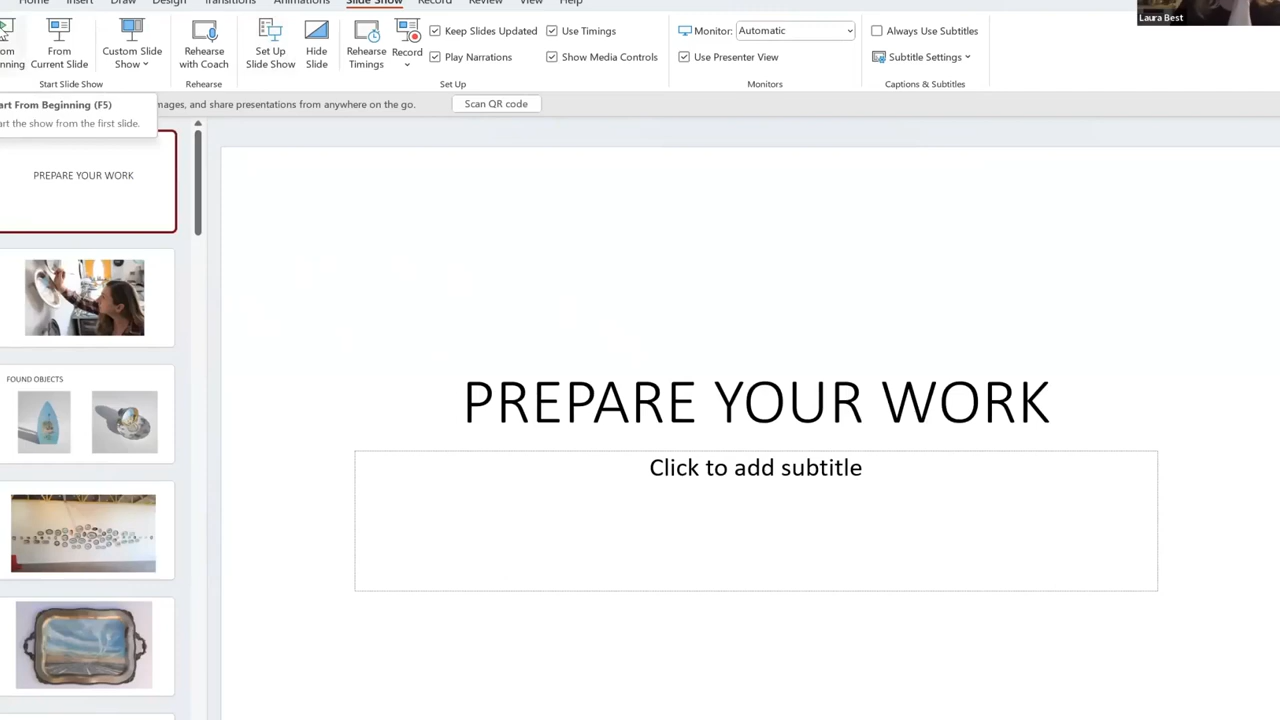 Home Insert Draw Design Transitions Animations Slide Show Record Review View Help
Laura Best
From Current Slide
Custom Slide Show
Rehearse with Coach
Set Up Slide Show
Hide Slide
Rehearse Timings
Record
Keep Slides Updated
Play Narrations
Use Timings
Show Media Controls
Monitor: Automatic
Use Presenter View
Always Use Subtitles
Subtitle Settings
Start Slide Show
Rehearse
Set Up
Monitors
Captions & Subtitles
art From Beginning (F5)
art the show from the first slide.
mages, and share presentations from anywhere on the go.
Scan QR code
PREPARE YOUR WORK
FOUND OBJECTS
PREPARE YOUR WORK
Click to add subtitle